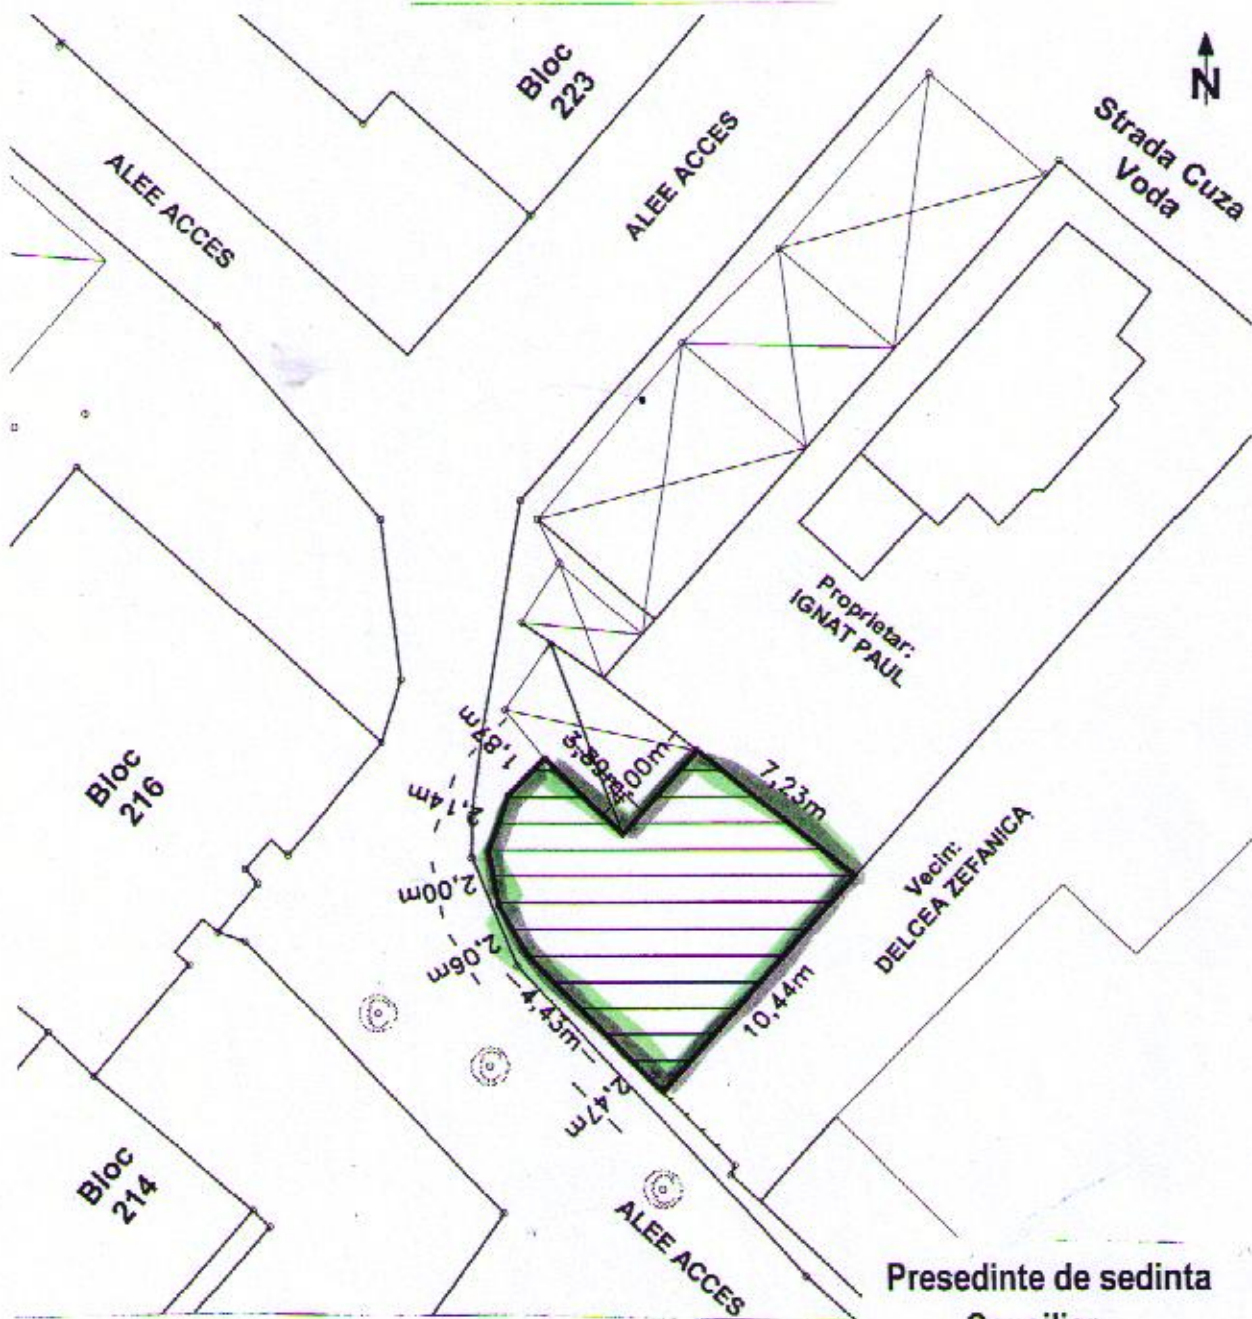 N
Bloc
223
Strada Cuza
Voda
ALEE ACCES
ALEE ACCES
Proprietar:
IGNAT PAUL
Bloc
216
1,87m
3,89m
4,00m
7,23m
2,14m
Vecin:
DELCEA ZEFANICA
2,00m
2,06m
4,43m
10,44m
2,47m
Bloc
214
ALEE ACCES
Presedinte de sedinta